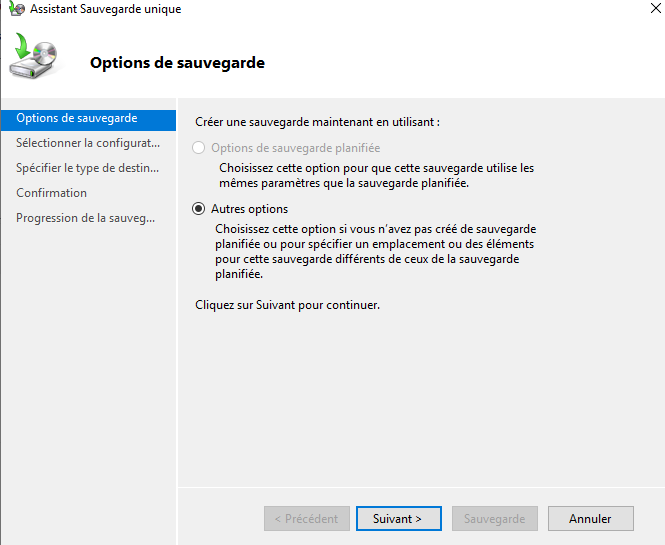 Assistant Sauvegarde unique
Options de sauvegarde
Options de sauvegarde
Sélectionner la configurat...
Spécifier le type de destin...
Confirmation
Progression de la sauveg...
Créer une sauvegarde maintenant en utilisant :
Options de sauvegarde planifiée
Choisissez cette option pour que cette sauvegarde utilise les
mêmes paramètres que la sauvegarde planifiée.
Autres options
Choisissez cette option si vous n'avez pas créé de sauvegarde
planifiée ou pour spécifier un emplacement ou des éléments
pour cette sauvegarde différents de ceux de la sauvegarde
planifiée.
Cliquez sur Suivant pour continuer.
< Précédent
Suivant >
Sauvegarde
Annuler